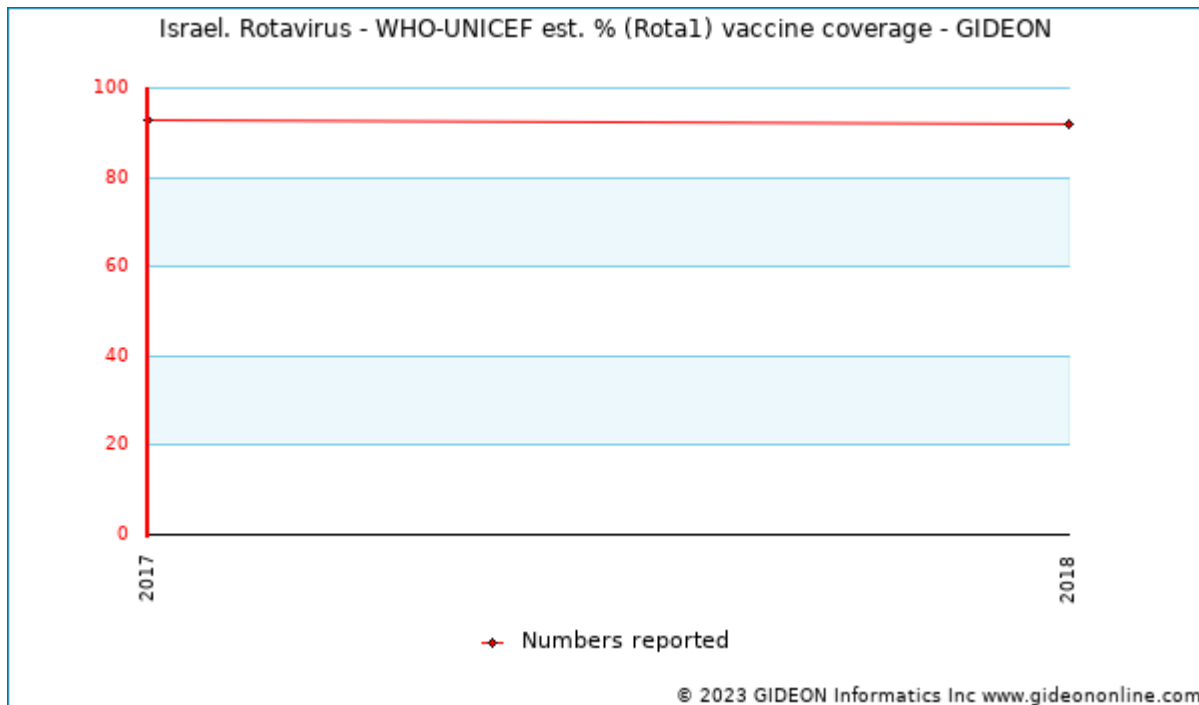 Israel. Rotavirus - WHO-UNICEF est. % (Rota1) vaccine coverage - GIDEON
100
80
60
40
20
0
2017
2018
Numbers reported
© 2023 GIDEON Informatics Inc www.gideononline.com